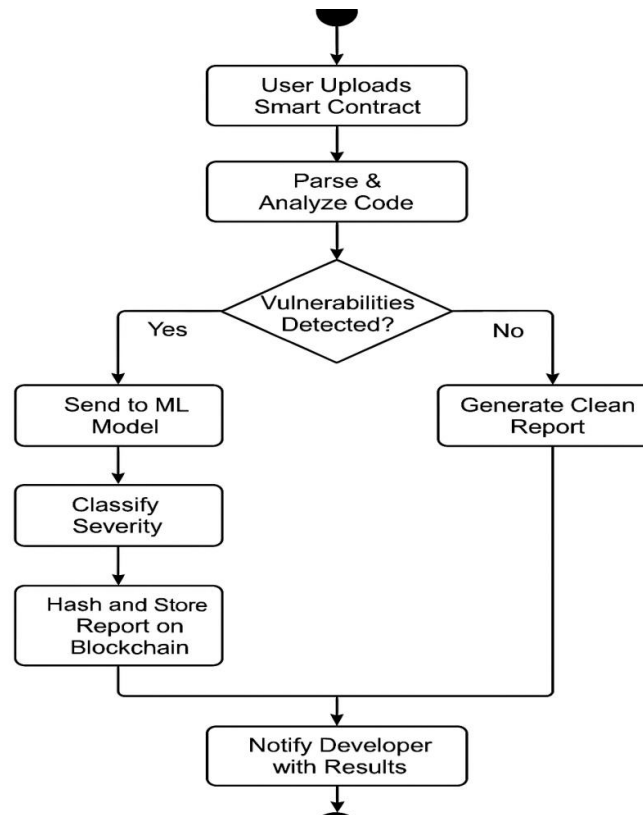 User Uploads
Smart Contract
Parse &
Analyze Code
Vulnerabilities
Detected?
Yes
No
Send to ML
Model
Generate Clean
Report
Classify
Severity
Hash and Store
Report on
Blockchain
Notify Developer
with Results